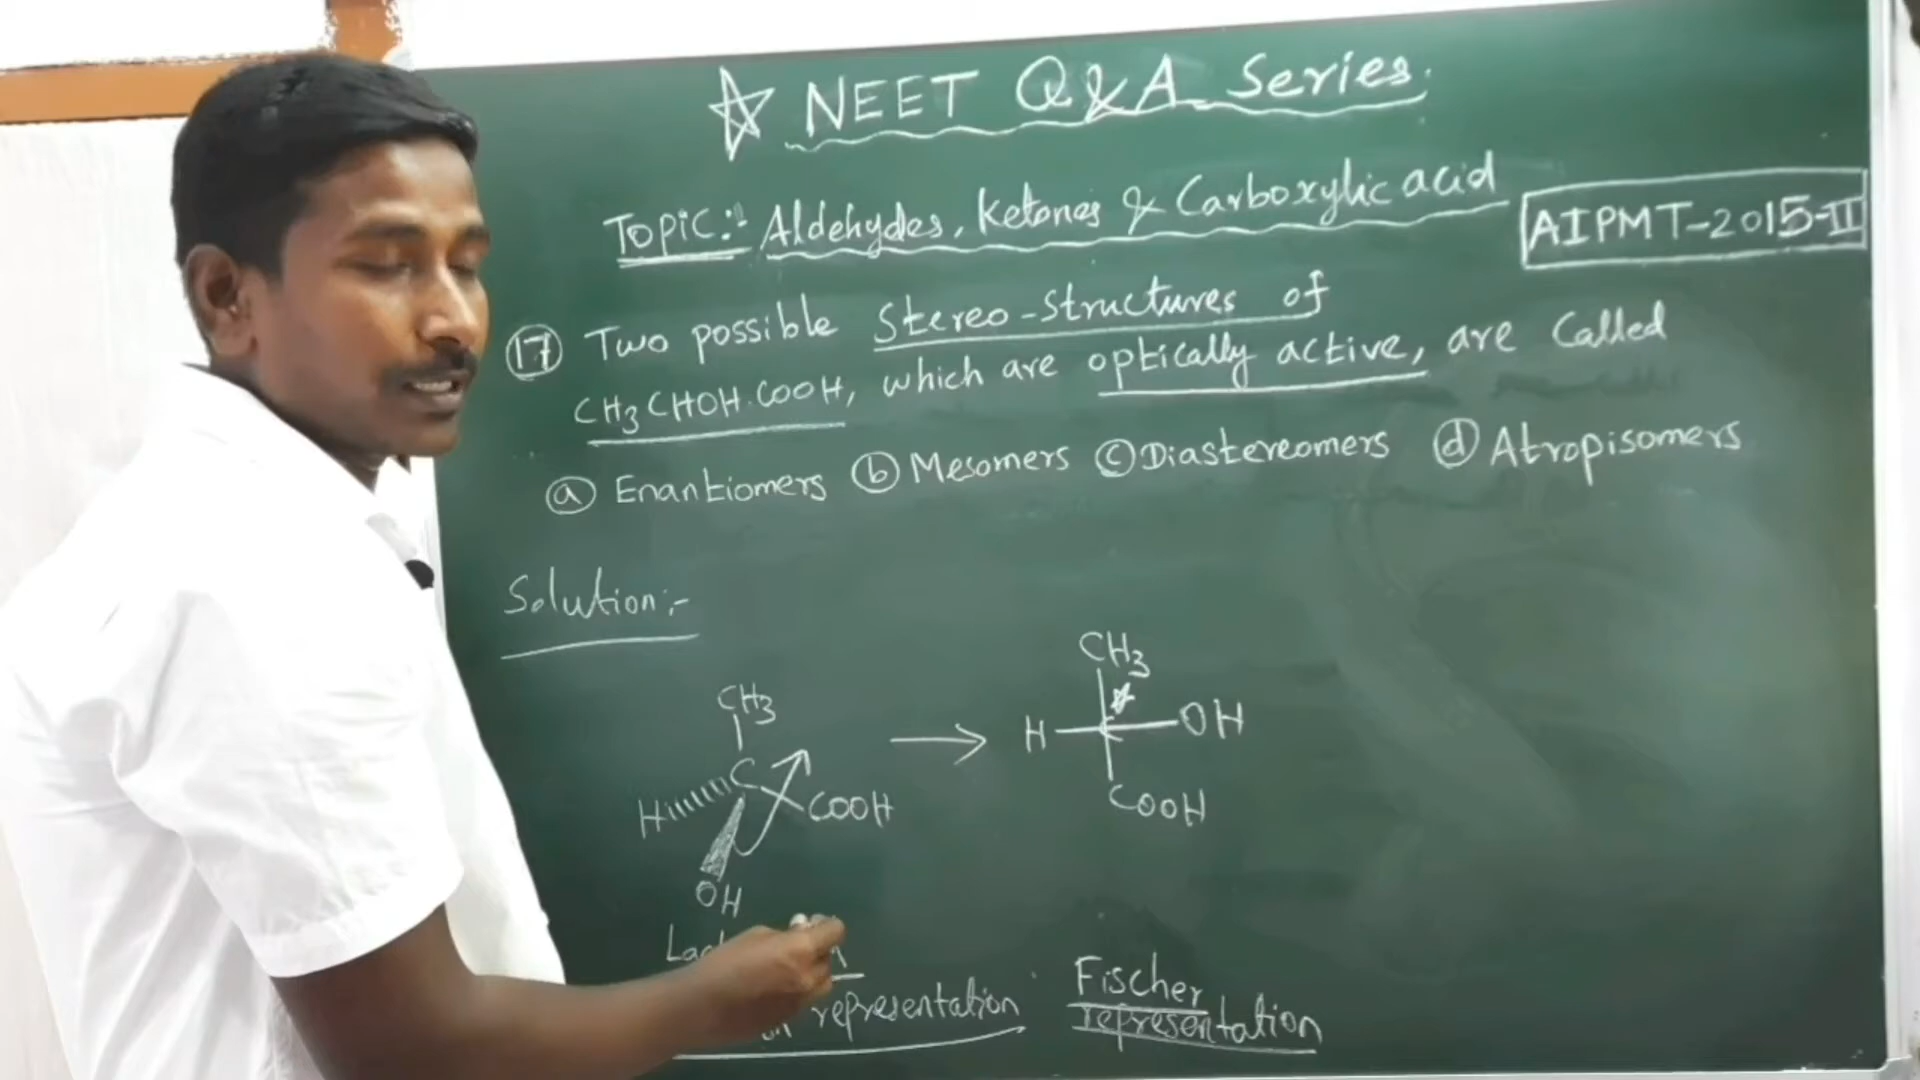 ☆ NEET Q&A Series.
Topic:- Aldehydes, Ketones & Carboxylic acid
AIPMT-2015-II
17 Two possible Stereo-structures of
CH3CHOH.COOH, which are optically active, are Called
a Enantiomers b Mesomers c Diastereomers d Atropisomers
Solution:-
CH3
C
H
COOH
OH
CH3
H C OH
COOH
representation
Fischer
representation